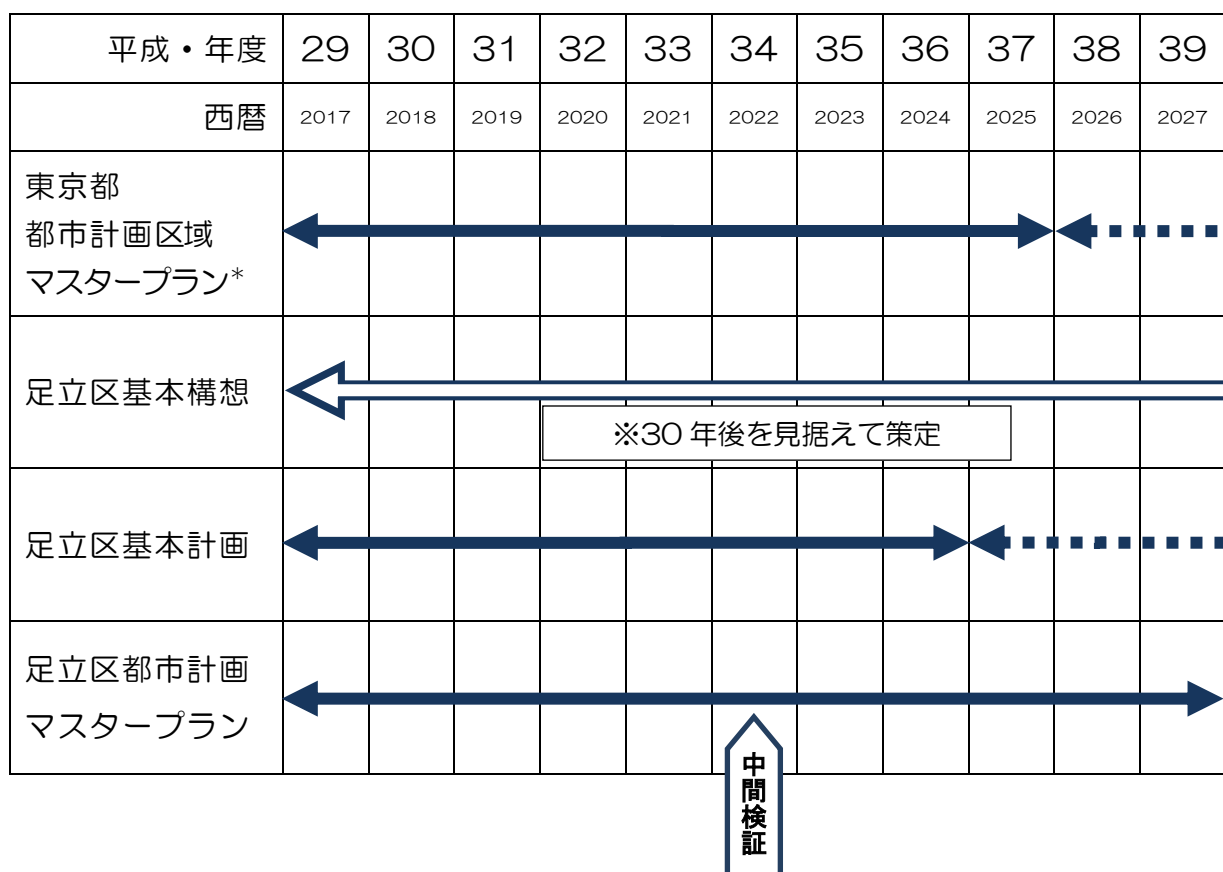 平成・年度 29 30 31 32 33 34 35 36 37 38 39
西暦 2017 2018 2019 2020 2021 2022 2023 2024 2025 2026 2027
東京都
都市計画区域
マスタープラン*
足立区基本構想
※30年後を見据えて策定
足立区基本計画
足立区都市計画
マスタープラン
中間検証